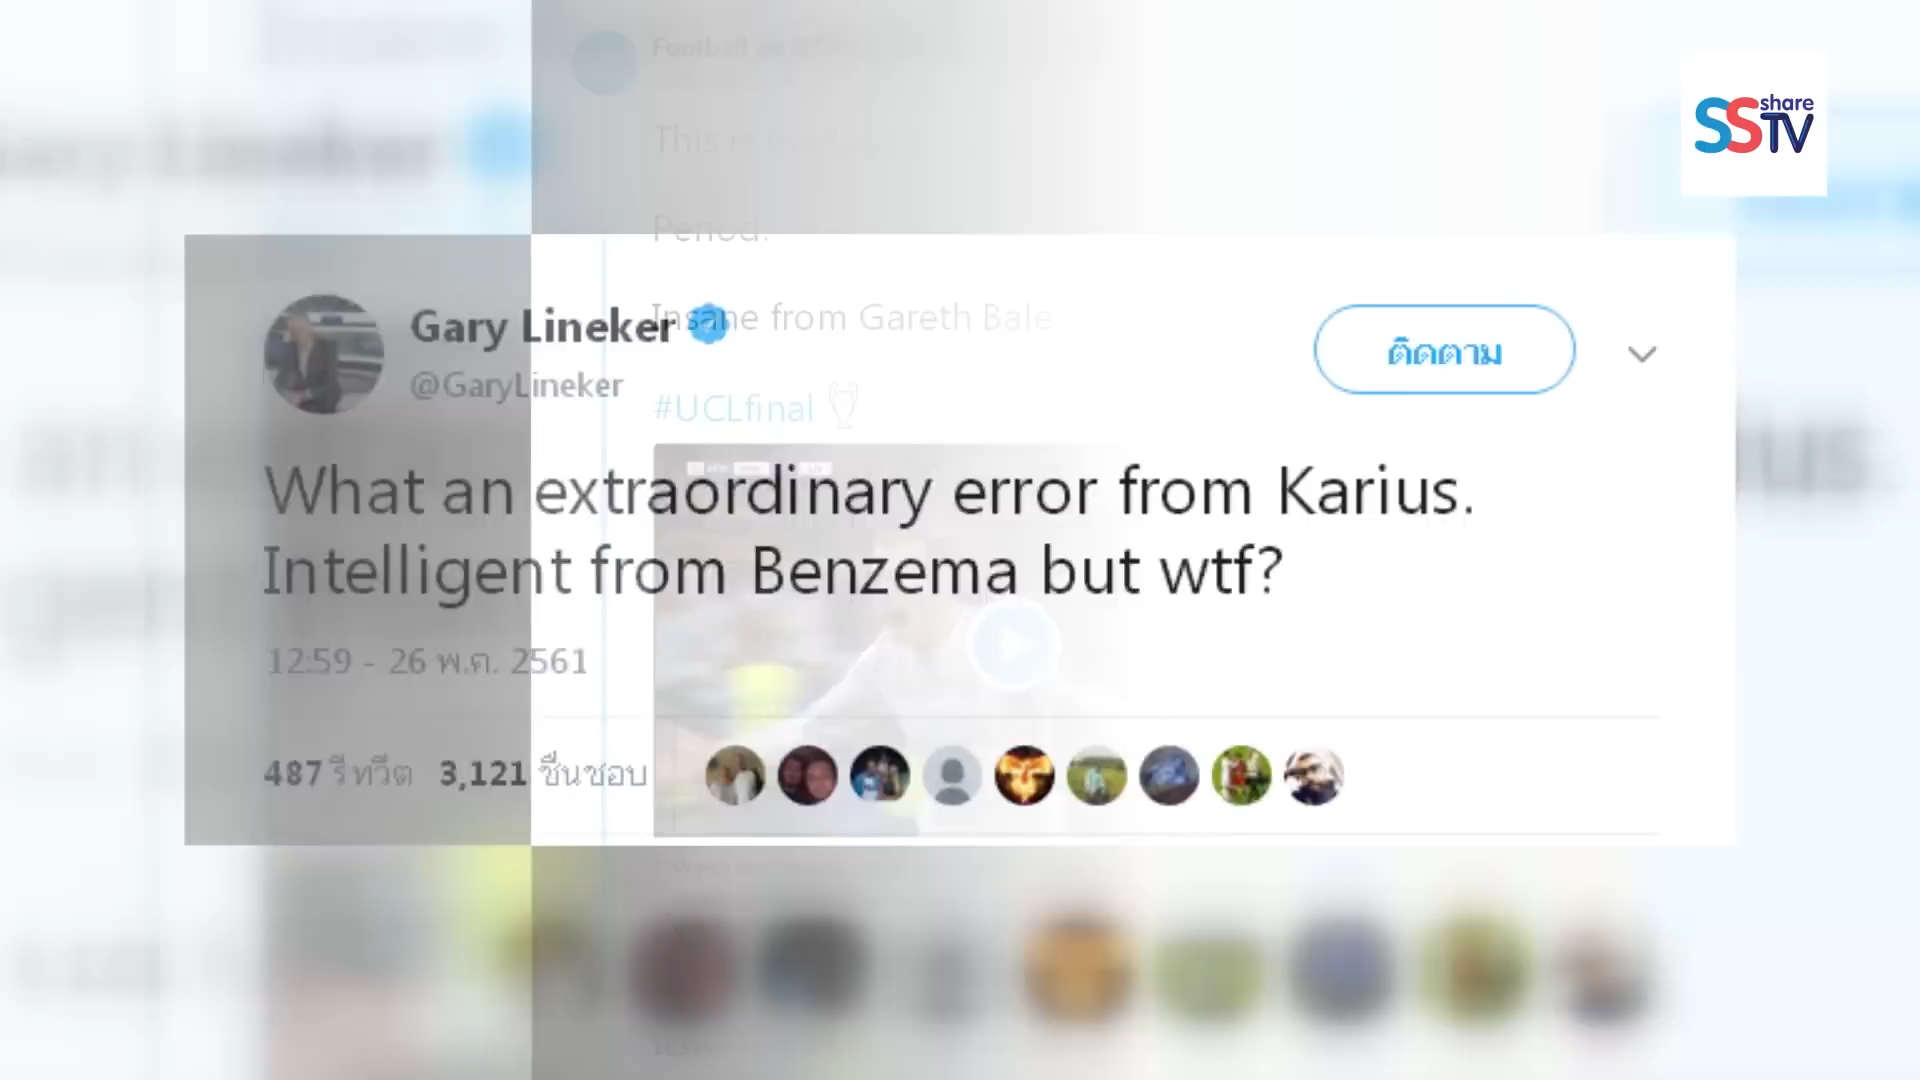 share
SSTV
Football
This is
Period.
Insane from Gareth Bale
#UCLfinal
Gary Lineker
@GaryLineker
ติดตาม
What an extraordinary error from Karius.
Intelligent from Benzema but wtf?
12:59 - 26 พ.ค. 2561
487 รีทวีต 3,121 ชื่นชอบ